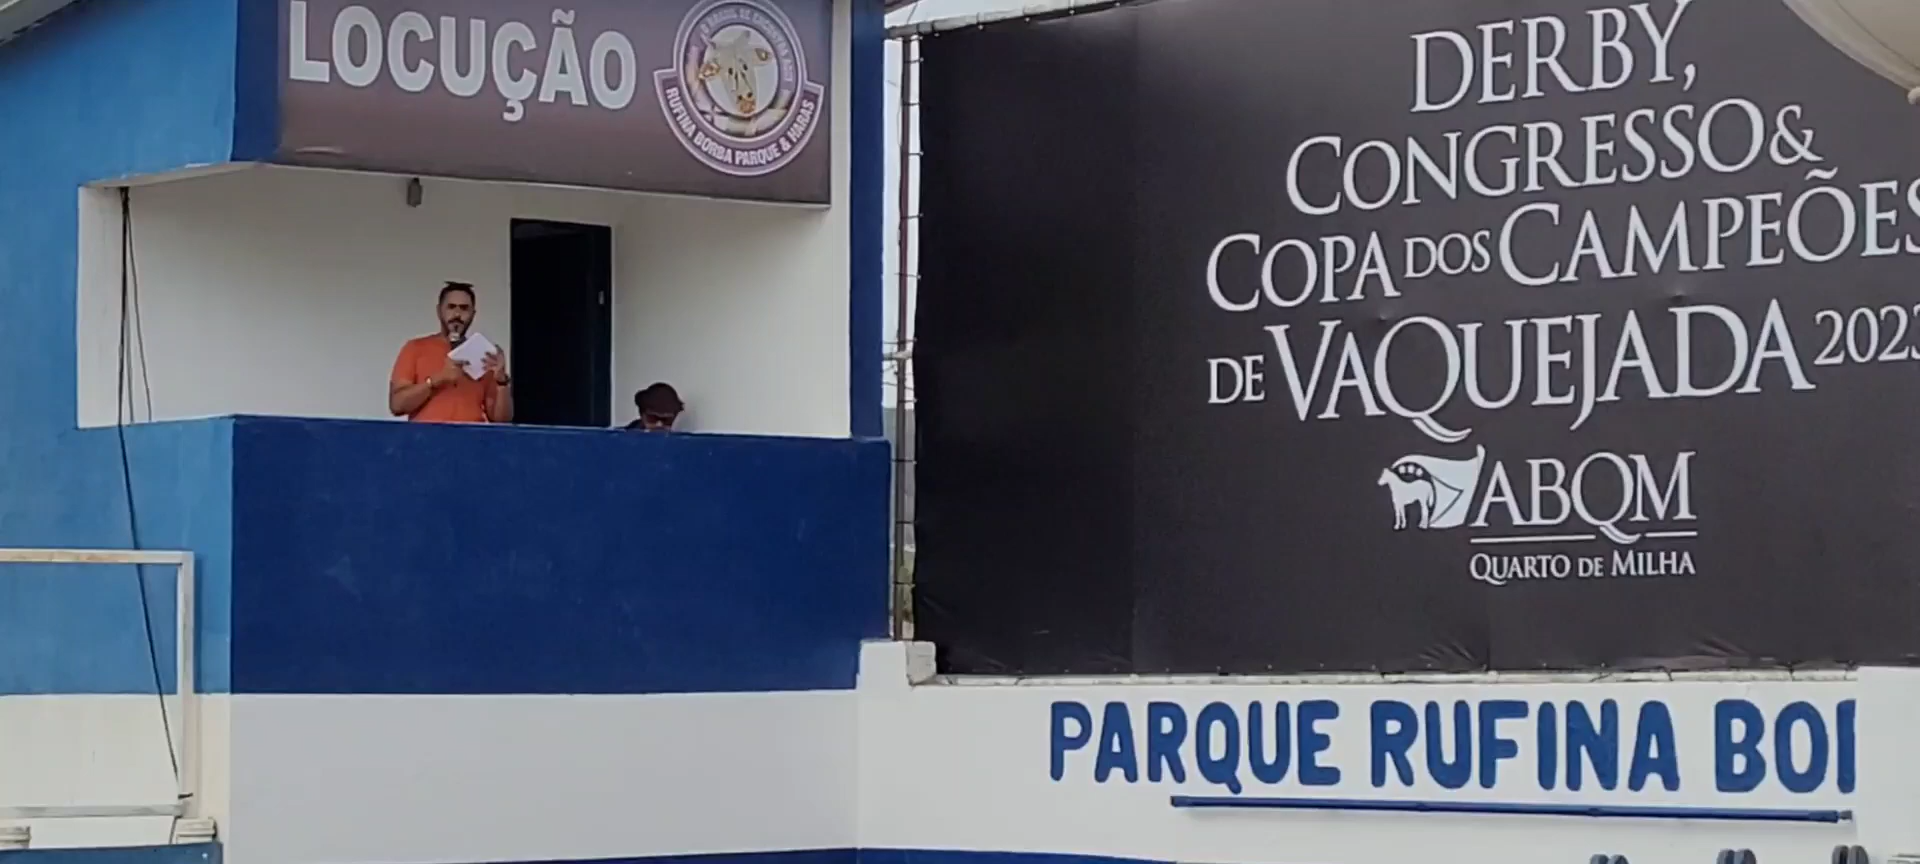 LOCUÇÃO
RUFINA BORBA PARQUE & HARAS
DERBY,
CONGRESSO &
COPA DOS CAMPEÕES
DE VAQUEJADA 2023
ABQM
QUARTO DE MILHA
PARQUE RUFINA BO